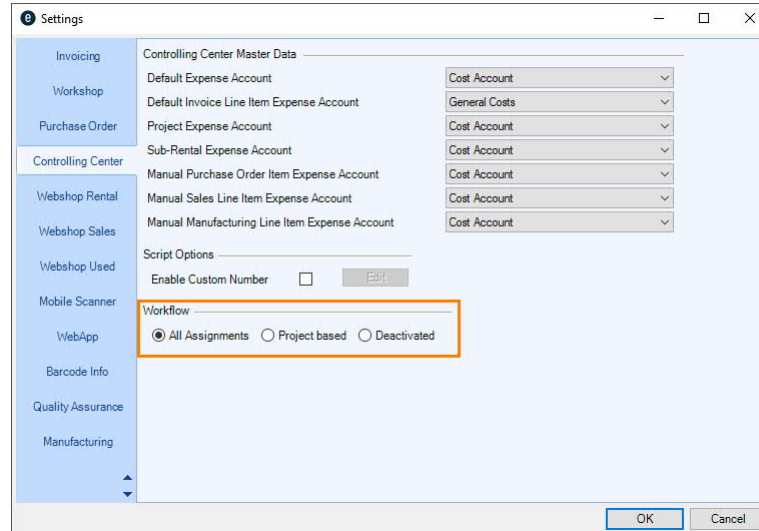 e Settings
Invoicing
Workshop
Purchase Order
Controlling Center
Webshop Rental
Webshop Sales
Webshop Used
Mobile Scanner
WebApp
Barcode Info
Quality Assurance
Manufacturing
Controlling Center Master Data
Default Expense Account Cost Account
Default Invoice Line Item Expense Account General Costs
Project Expense Account Cost Account
Sub-Rental Expense Account Cost Account
Manual Purchase Order Item Expense Account Cost Account
Manual Sales Line Item Expense Account Cost Account
Manual Manufacturing Line Item Expense Account Cost Account
Script Options
Enable Custom Number Edit
Workflow
All Assignments Project based Deactivated
OK Cancel